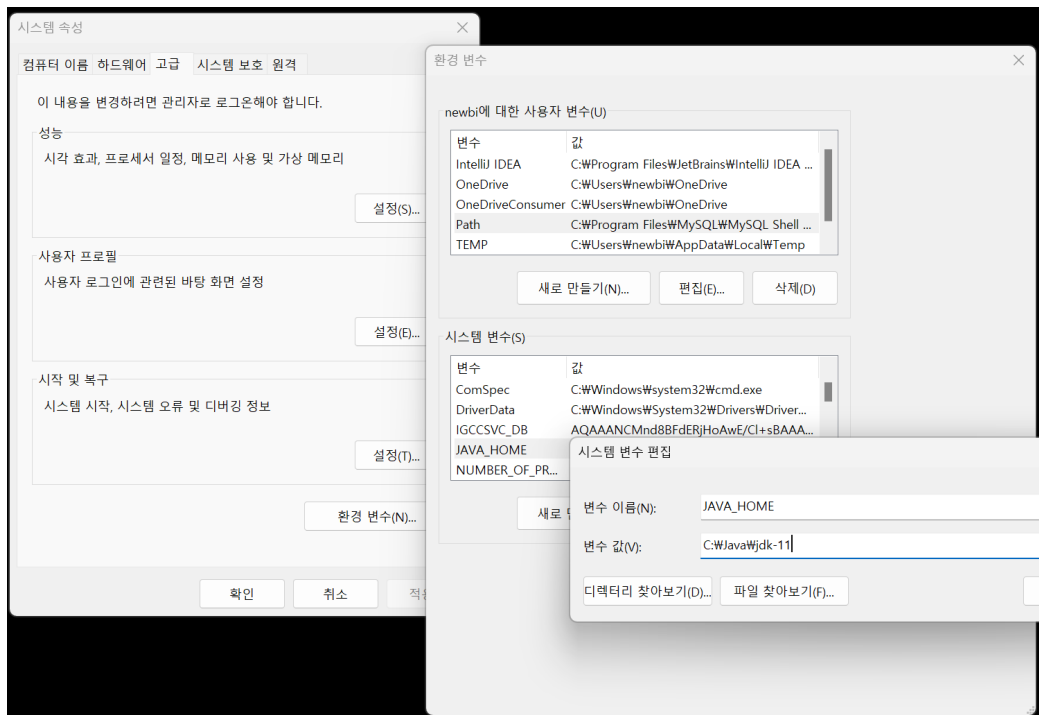 시스템 속성
컴퓨터 이름 하드웨어 고급 시스템 보호 원격
이 내용을 변경하려면 관리자로 로그온해야 합니다.
성능
시각 효과, 프로세서 일정, 메모리 사용 및 가상 메모리
설정(S)...
사용자 프로필
사용자 로그인에 관련된 바탕 화면 설정
설정(E)...
시작 및 복구
시스템 시작, 시스템 오류 및 디버깅 정보
설정(T)...
환경 변수(N)...
확인 취소
환경 변수
newbi에 대한 사용자 변수(U)
변수 값
IntelliJ IDEA C:₩Program Files₩JetBrains₩IntelliJ IDEA ...
OneDrive C:₩Users₩newbi₩OneDrive
OneDriveConsumer C:₩Users₩newbi₩OneDrive
Path C:₩Program Files₩MySQL₩MySQL Shell ...
TEMP C:₩Users₩newbi₩AppData₩Local₩Temp
새로 만들기(N)... 편집(E)... 삭제(D)
시스템 변수(S)
변수 값
ComSpec C:₩Windows₩system32₩cmd.exe
DriverData C:₩Windows₩System32₩Drivers₩Driver...
IGCCSVC_DB AQAAANCMnd8BFdERjHoAwE/Cl+sBAAA...
JAVA_HOME
NUMBER_OF_PR...
새로
시스템 변수 편집
변수 이름(N): JAVA_HOME
변수 값(V): C:₩Java₩jdk-11
디렉터리 찾아보기(D)... 파일 찾아보기(F)...